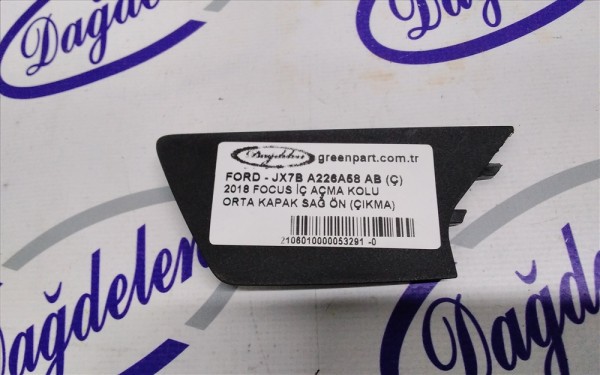 Dağdelen
Dağdelen greenpart.com.tr
FORD - JX7B A226A58 AB (Ç)
2018 FOCUS İÇ AÇMA KOLU
ORTA KAPAK SAĞ ÖN (ÇIKMA)
2106010000053291 -0
Dağdelen
Dağdelen